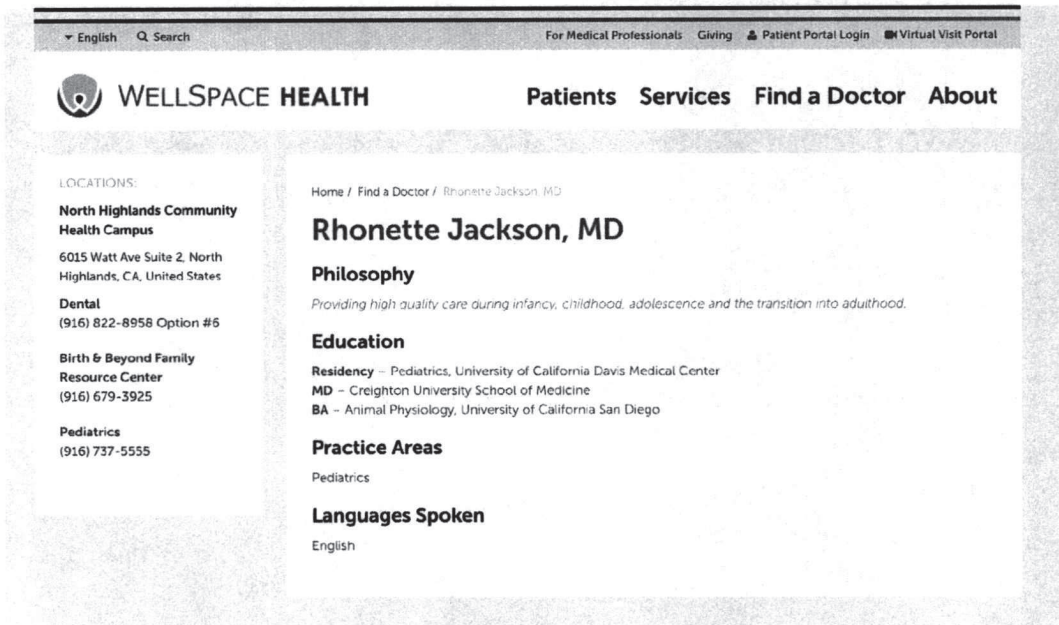 English Search For Medical Professionals Giving Patient Portal Login Virtual Visit Portal
WELLSPACE HEALTH Patients Services Find a Doctor About
LOCATIONS:
North Highlands Community
Health Campus
6015 Watt Ave Suite 2, North
Highlands, CA, United States
Dental
(916) 822-8958 Option #6
Birth & Beyond Family
Resource Center
(916) 679-3925
Pediatrics
(916) 737-5555
Home / Find a Doctor / Rhonette Jackson, MD
Rhonette Jackson, MD
Philosophy
Providing high quality care during infancy, childhood, adolescence and the transition into adulthood.
Education
Residency – Pediatrics, University of California Davis Medical Center
MD – Creighton University School of Medicine
BA – Animal Physiology, University of California San Diego
Practice Areas
Pediatrics
Languages Spoken
English